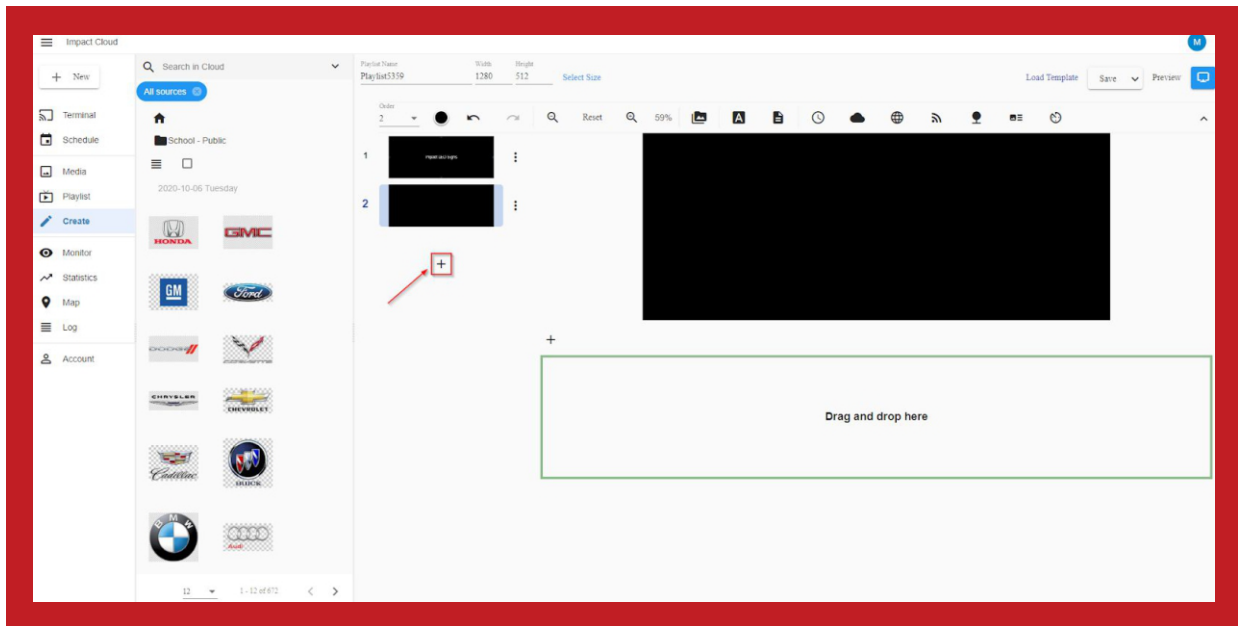 Impact Cloud
M
+ New
Terminal
Schedule
Media
Playlist
Create
Monitor
Statistics
Map
Log
Account
Search in Cloud
All sources
School - Public
2020-10-06 Tuesday
HONDA
GMC
GM
Ford
DODGE
CHRYSLER
CHEVROLET
Cadillac
BUICK
BMW
Audi
12
1 - 12 of 672
Playlist Name
Playlist5359
Width
1280
Height
512
Select Size
Load Template
Save
Preview
Order
2
Reset
59%
A
1
2
+
+
Drag and drop here